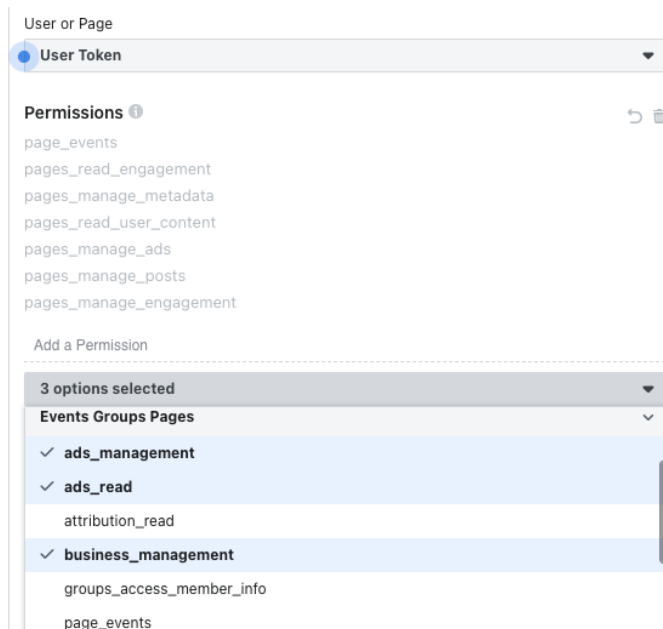 User or Page
User Token
Permissions
page_events
pages_read_engagement
pages_manage_metadata
pages_read_user_content
pages_manage_ads
pages_manage_posts
pages_manage_engagement
Add a Permission
3 options selected
Events Groups Pages
ads_management
ads_read
attribution_read
business_management
groups_access_member_info
page_events